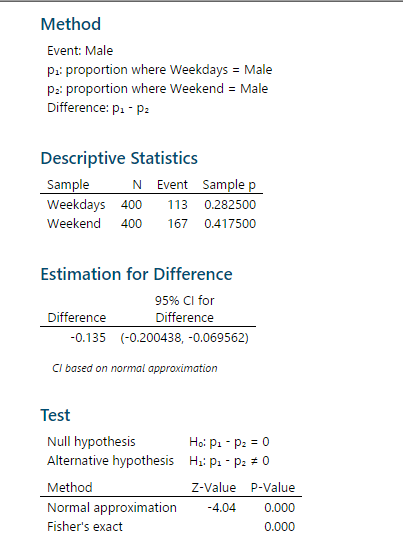 Method
Event: Male
p₁: proportion where Weekdays = Male
p₂: proportion where Weekend = Male
Difference: p₁ - p₂
Descriptive Statistics
Sample N Event Sample p
Weekdays 400 113 0.282500
Weekend 400 167 0.417500
Estimation for Difference
95% CI for
Difference Difference
-0.135 (-0.200438, -0.069562)
CI based on normal approximation
Test
Null hypothesis H₀: p₁ - p₂ = 0
Alternative hypothesis H₁: p₁ - p₂ ≠ 0
Method Z-Value P-Value
Normal approximation -4.04 0.000
Fisher's exact 0.000